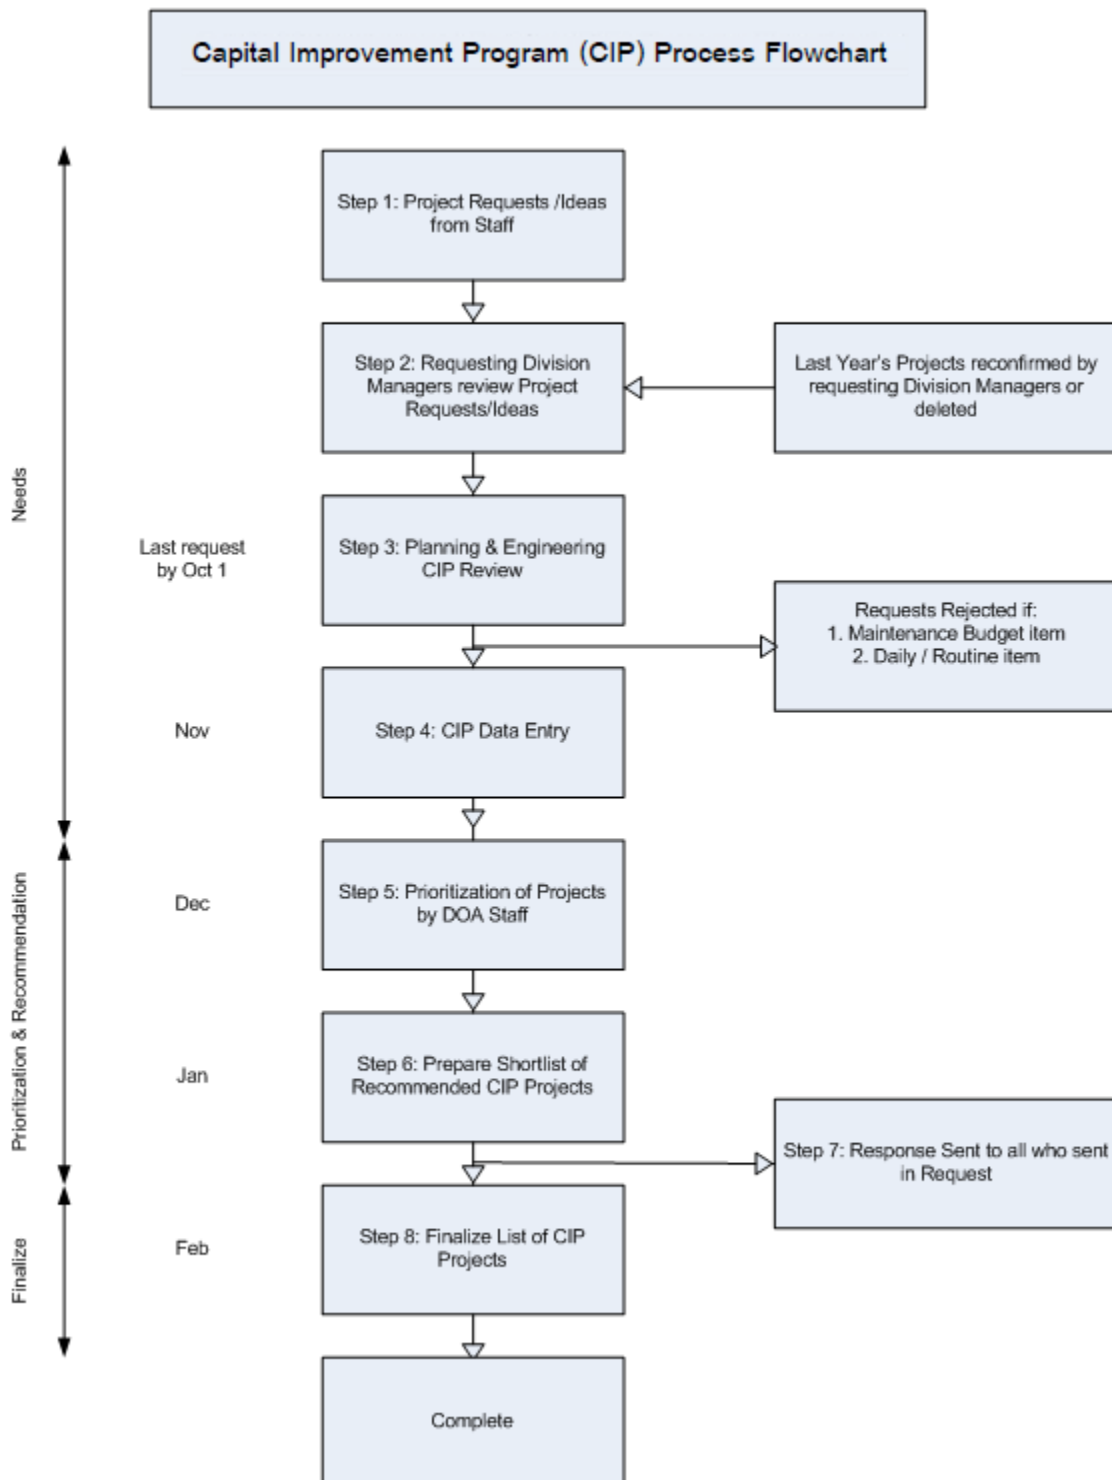 Capital Improvement Program (CIP) Process Flowchart
Step 1: Project Requests /Ideas
from Staff
Step 2: Requesting Division
Managers review Project
Requests/Ideas
Last Year's Projects reconfirmed by
requesting Division Managers or
deleted
Needs
Last request
by Oct 1
Step 3: Planning & Engineering
CIP Review
Requests Rejected if:
1. Maintenance Budget item
2. Daily / Routine item
Nov
Step 4: CIP Data Entry
Prioritization & Recommendation
Dec
Step 5: Prioritization of Projects
by DOA Staff
Jan
Step 6: Prepare Shortlist of
Recommended CIP Projects
Step 7: Response Sent to all who sent
in Request
Finalize
Feb
Step 8: Finalize List of CIP
Projects
Complete